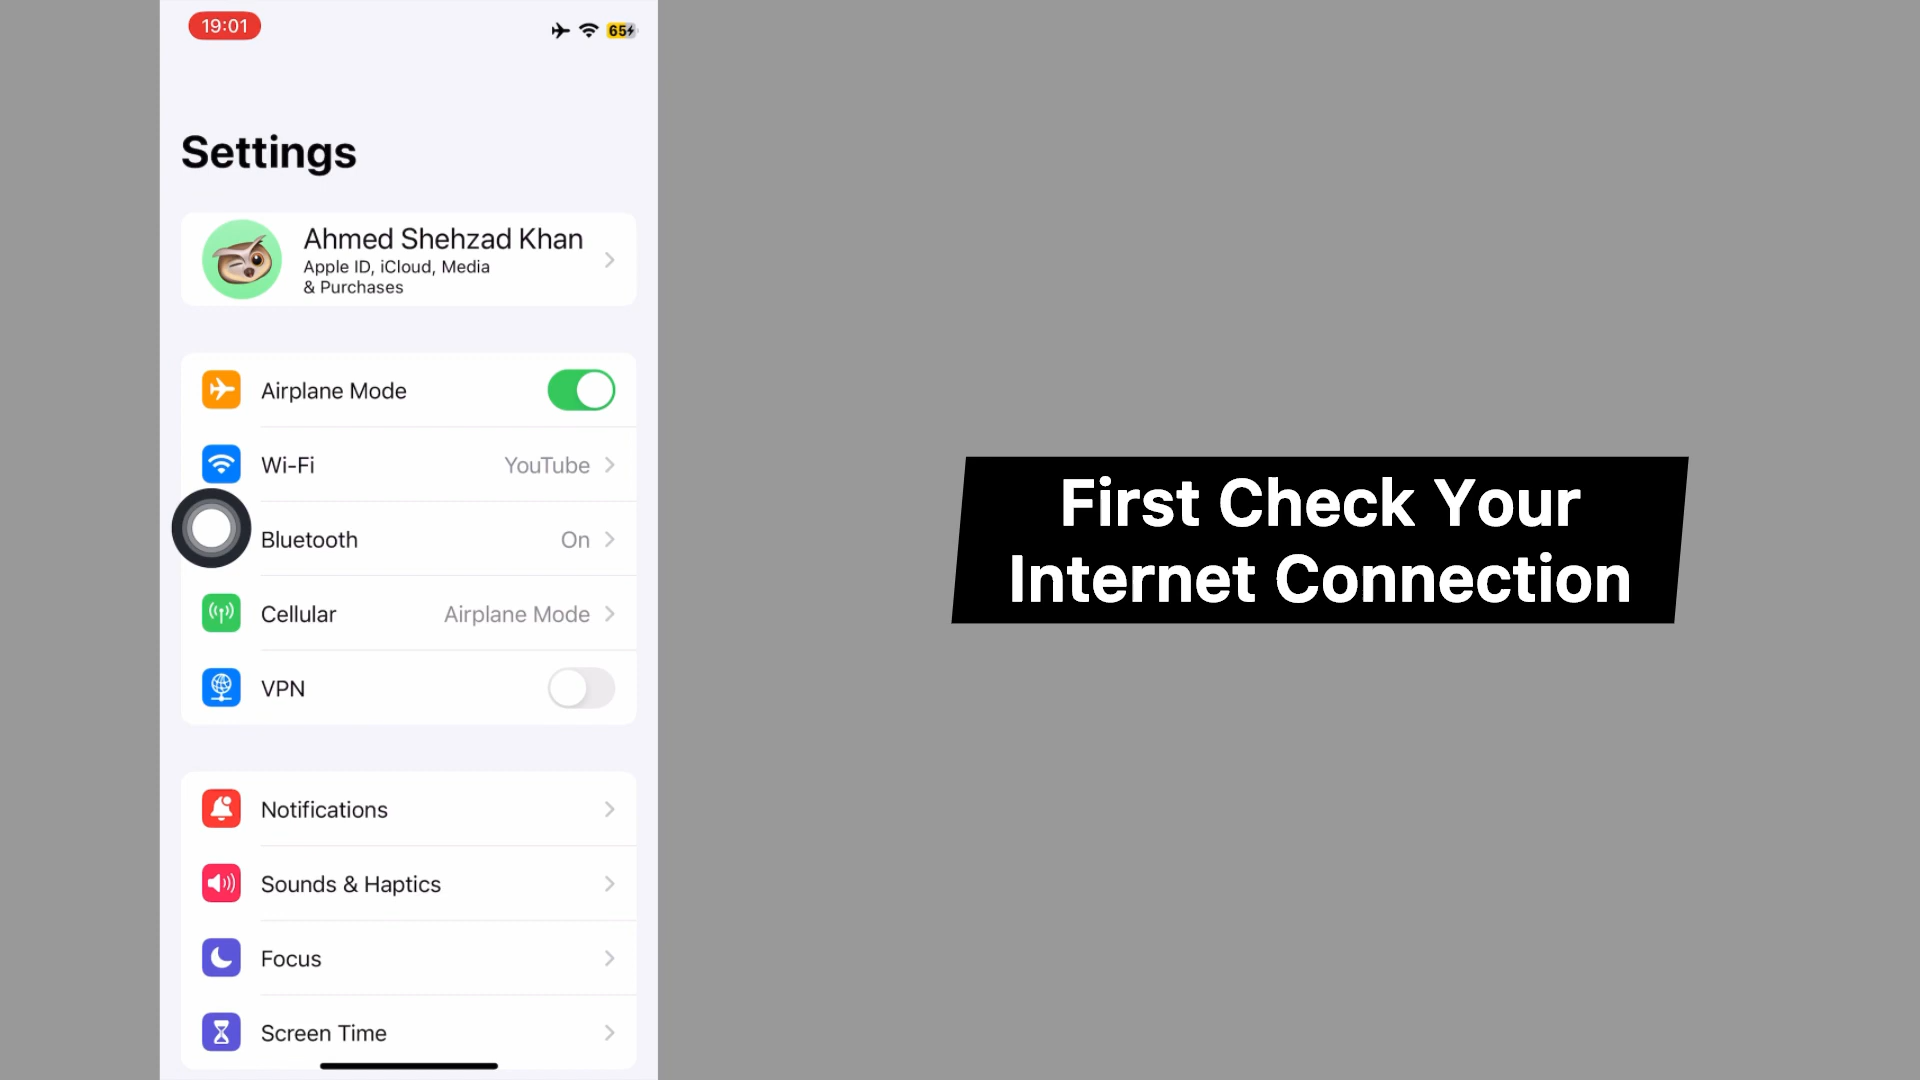 19:01
65
Settings
Ahmed Shehzad Khan
Apple ID, iCloud, Media
& Purchases
Airplane Mode
Wi-Fi YouTube
Bluetooth On
Cellular Airplane Mode
VPN
Notifications
Sounds & Haptics
Focus
Screen Time
First Check Your
Internet Connection